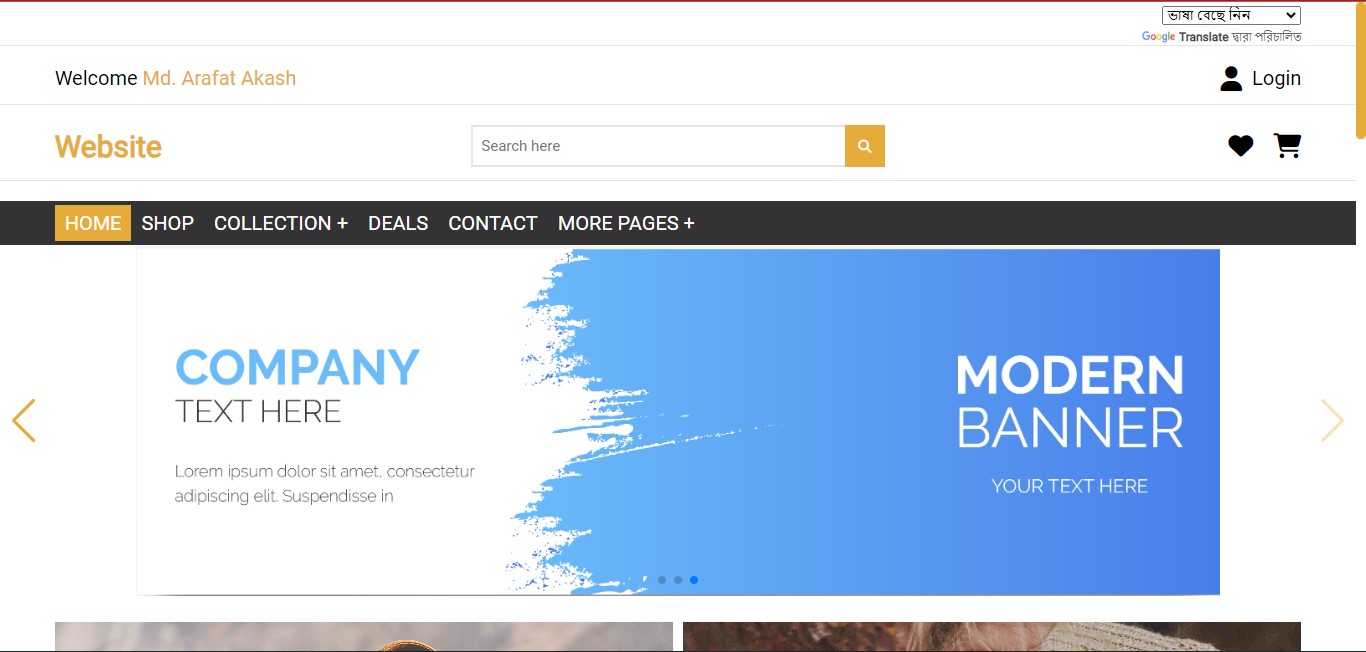 ভাষা বেছে নিন
Google Translate দ্বারা পরিচালিত
Welcome Md. Arafat Akash
Login
Website
Search here
HOME SHOP COLLECTION + DEALS CONTACT MORE PAGES +
COMPANY
TEXT HERE
Lorem ipsum dolor sit amet, consectetur
adipiscing elit. Suspendisse in
MODERN
BANNER
YOUR TEXT HERE